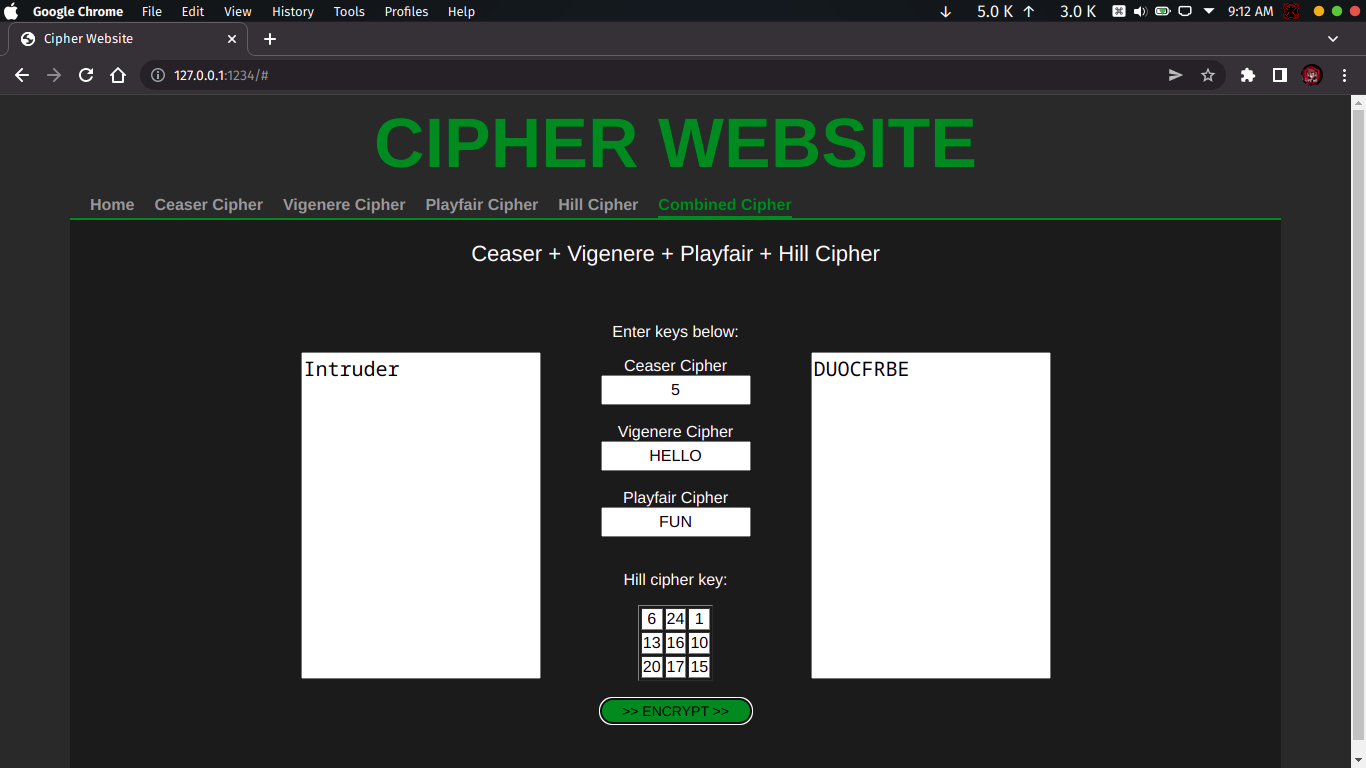 Google Chrome File Edit View History Tools Profiles Help ↓ 5.0 K ↑ 3.0 K 9:12 AM
Cipher Website
127.0.0.1:1234/#
CIPHER WEBSITE
Home Ceaser Cipher Vigenere Cipher Playfair Cipher Hill Cipher Combined Cipher
Ceaser + Vigenere + Playfair + Hill Cipher
Enter keys below:
Intruder
Ceaser Cipher
5
Vigenere Cipher
HELLO
Playfair Cipher
FUN
Hill cipher key:
6 24 1
13 16 10
20 17 15
>> ENCRYPT >>
DUOCFRBE